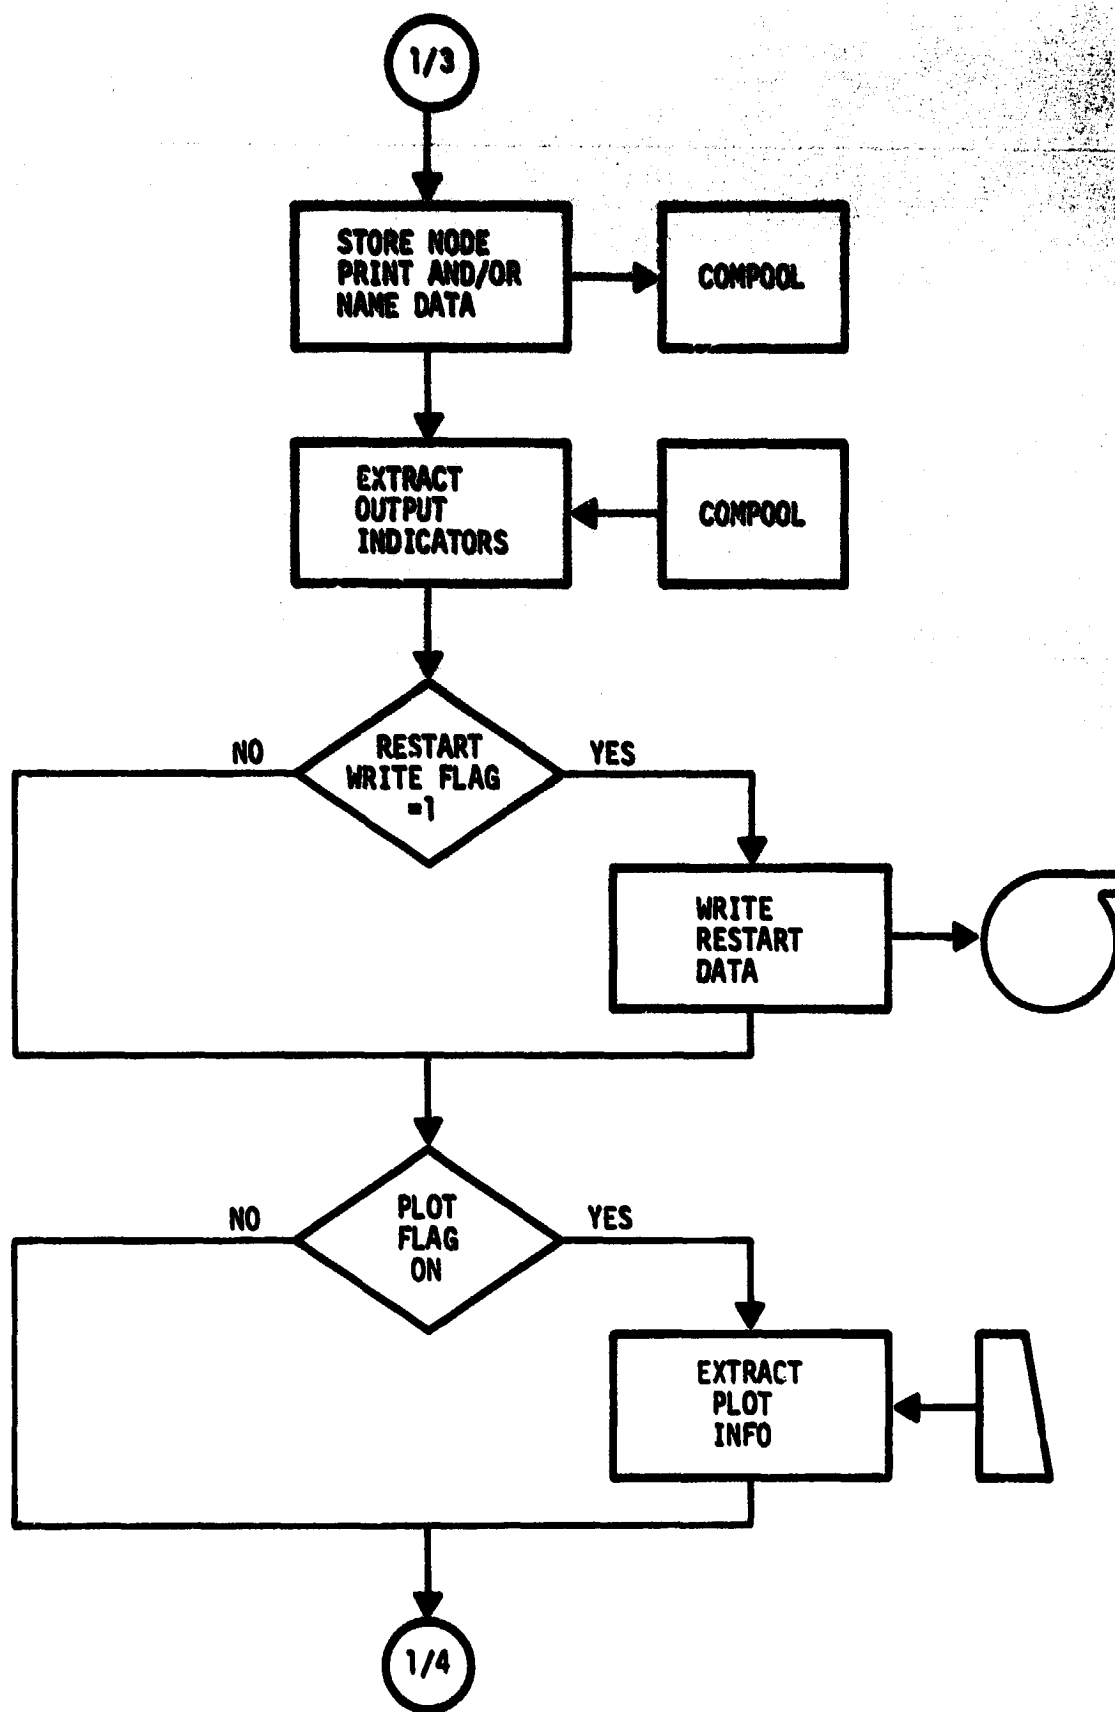 1/3
STORE NODE
PRINT AND/OR
NAME DATA
COMPOOL
EXTRACT
OUTPUT
INDICATORS
COMPOOL
NO
RESTART
WRITE FLAG
=1
YES
WRITE
RESTART
DATA
NO
PLOT
FLAG
ON
YES
EXTRACT
PLOT
INFO
1/4